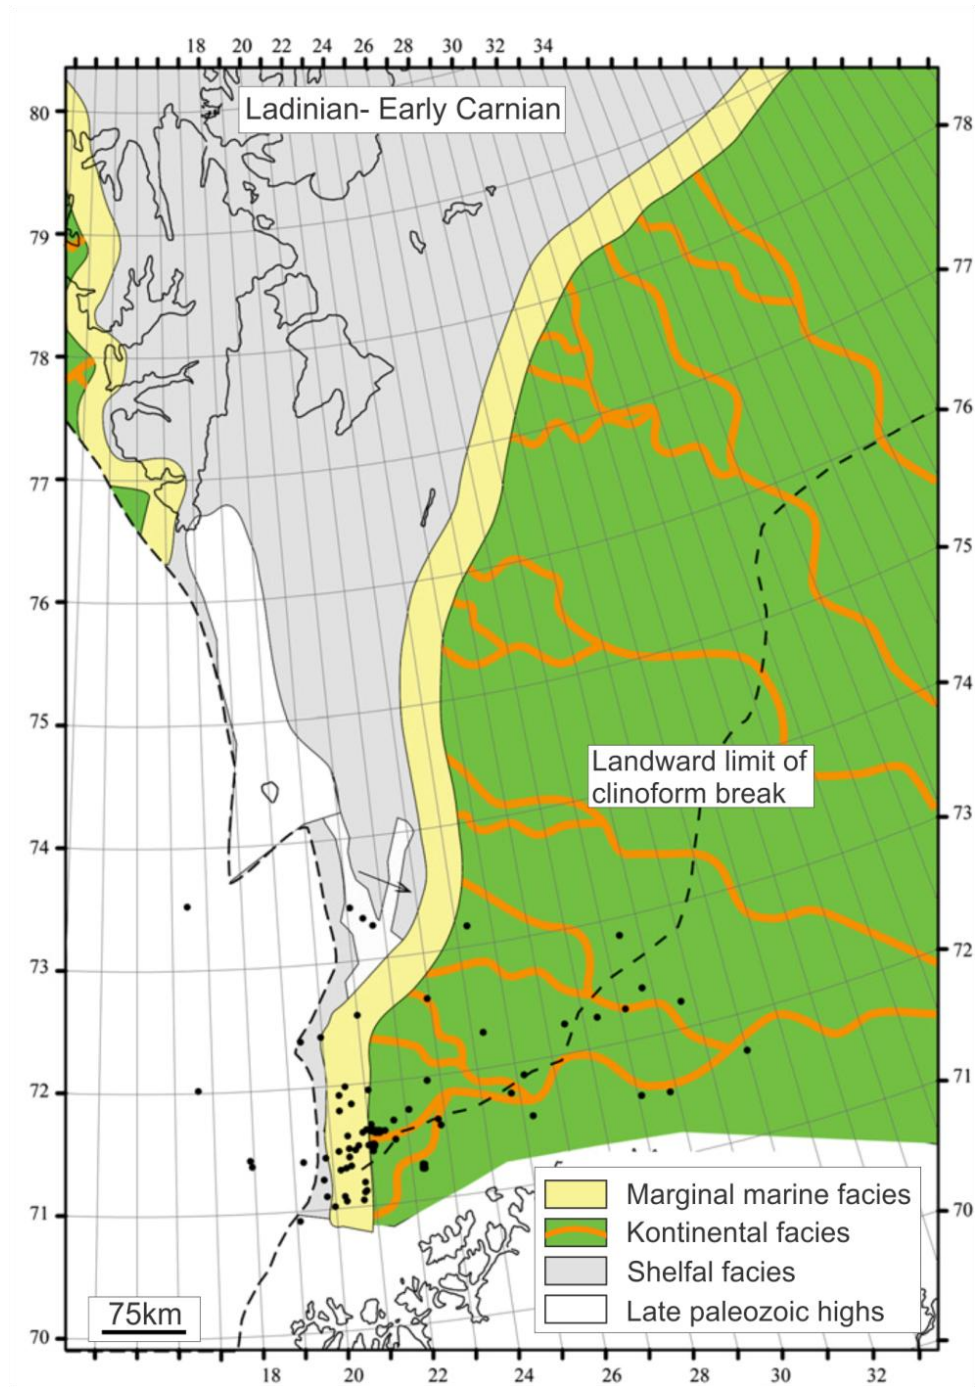 18 20 22 24 26 28 30 32 34
Ladinian- Early Carnian
80
79
78
77
76
75
74
73
72
71
70
78
77
76
75
74
73
72
71
70
Landward limit of
clinoform break
Marginal marine facies
Kontinental facies
Shelfal facies
Late paleozoic highs
75km
18 20 22 24 26 28 30 32